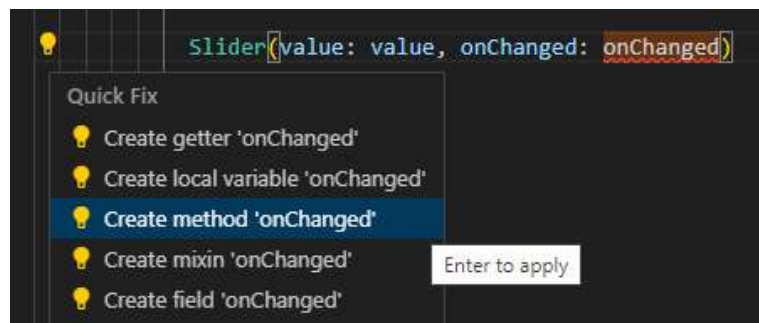 Slider(value: value, onChanged: onChanged)
Quick Fix
Create getter 'onChanged'
Create local variable 'onChanged'
Create method 'onChanged'
Create mixin 'onChanged'
Enter to apply
Create field 'onChanged'